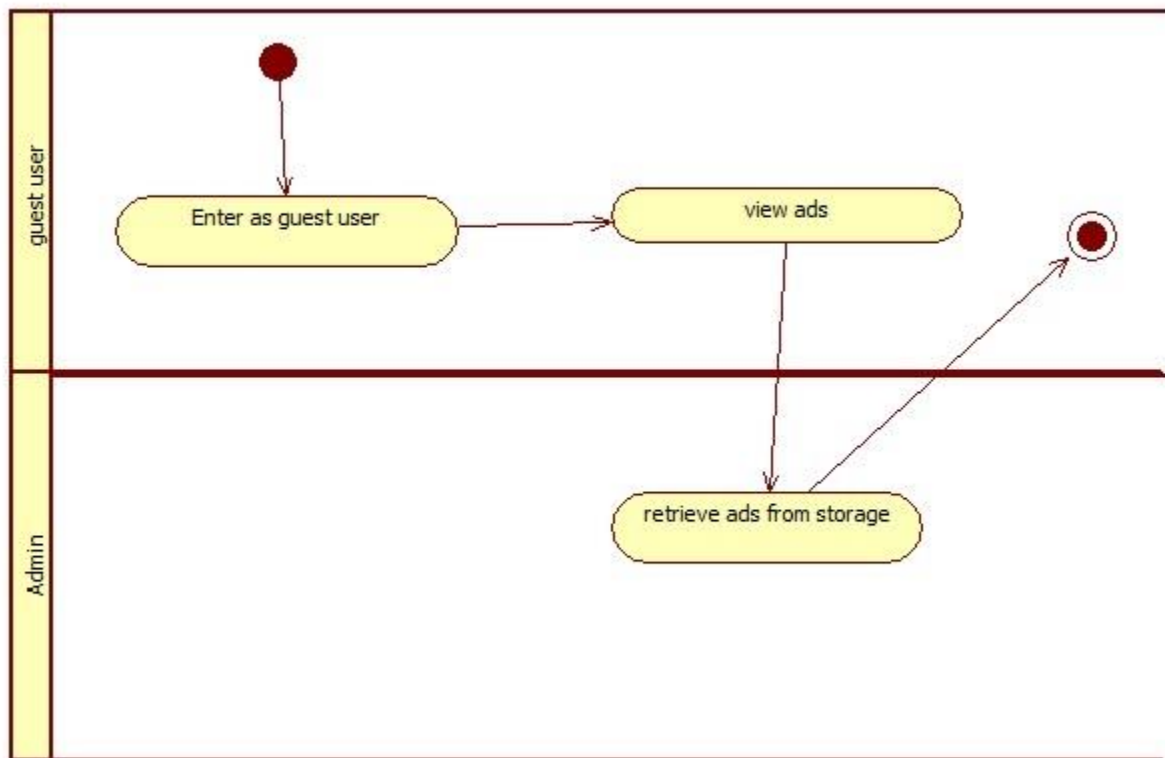 guest user
Enter as guest user
view ads
Admin
retrieve ads from storage